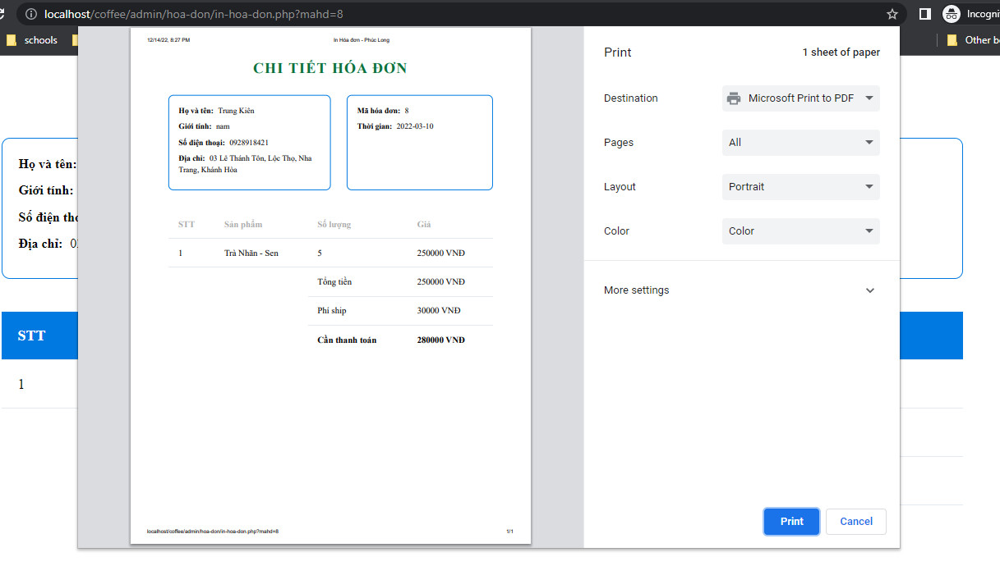 localhost/coffee/admin/hoa-don/in-hoa-don.php?mahd=8
Incogni
schools
Other b
12/14/22, 8:27 PM
In Hóa đơn - Phúc Long
CHI TIẾT HÓA ĐƠN
Họ và tên: Trung Kiên
Giới tính: nam
Số điện thoại: 0928918421
Địa chỉ: 03 Lê Thánh Tôn, Lộc Thọ, Nha
Trang, Khánh Hòa
Mã hóa đơn: 8
Thời gian: 2022-03-10
STT Sản phẩm Số lượng Giá
1 Trà Nhãn - Sen 5 250000 VNĐ
Tổng tiền 250000 VNĐ
Phí ship 30000 VNĐ
Cần thanh toán 280000 VNĐ
localhost/coffee/admin/hoa-don/in-hoa-don.php?mahd=8
1/1
Print
1 sheet of paper
Destination
Microsoft Print to PDF
Pages
All
Layout
Portrait
Color
Color
More settings
Print
Cancel
Họ và tên:
Giới tính:
Số điện tho
Địa chỉ: 0
STT
1